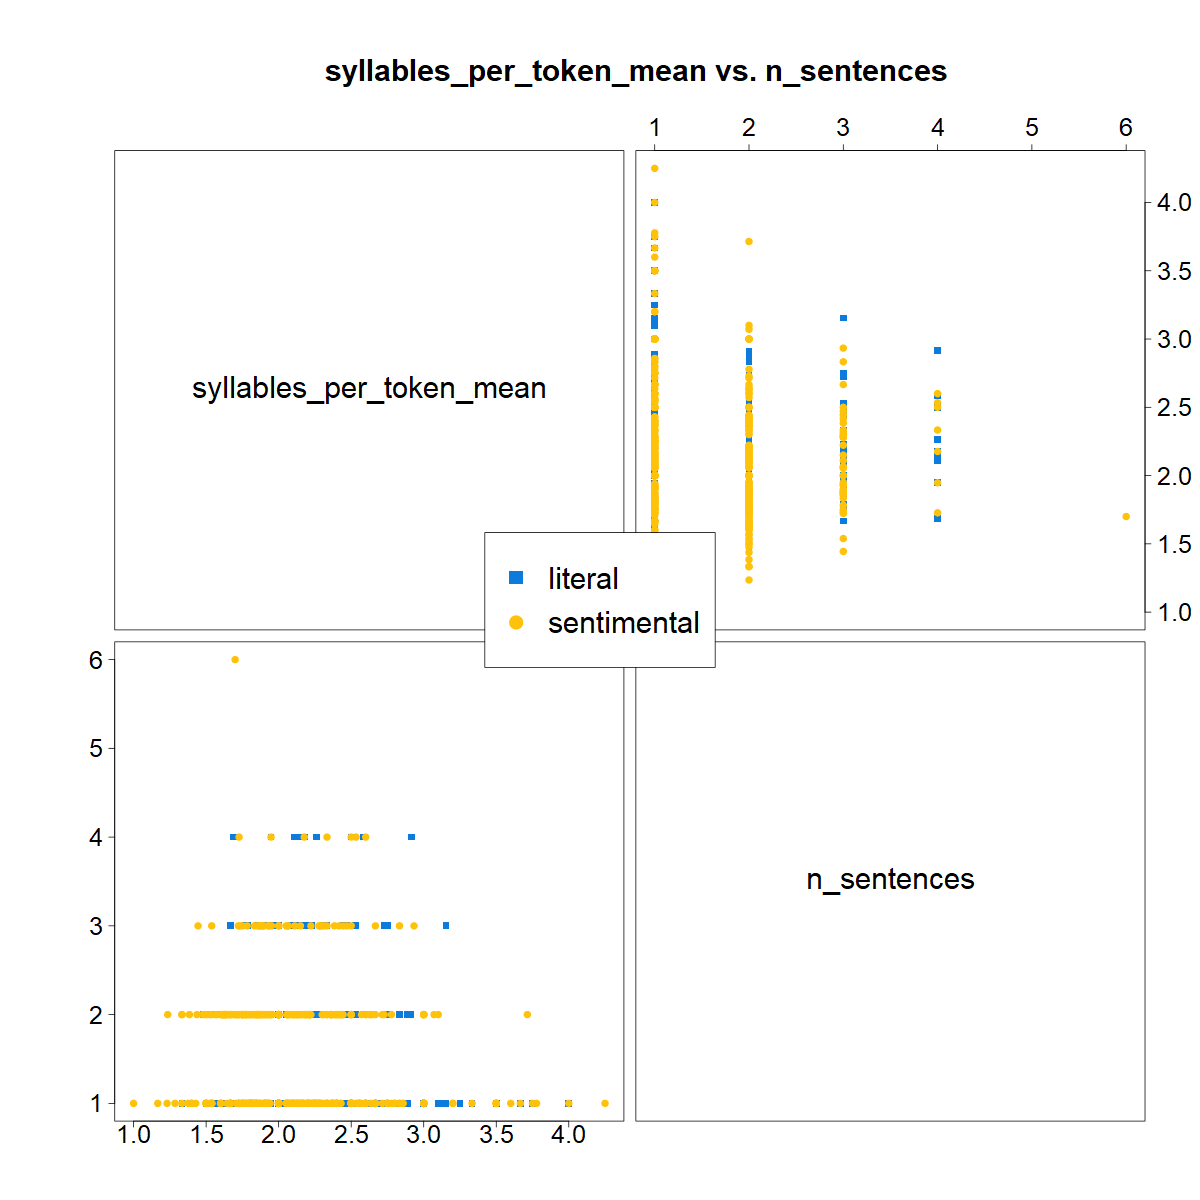 syllables_per_token_mean vs. n_sentences
1 2 3 4 5 6
syllables_per_token_mean
4.0
3.5
3.0
2.5
2.0
1.5
1.0
literal
sentimental
6
5
4
3
2
1
n_sentences
1.0 1.5 2.0 2.5 3.0 3.5 4.0